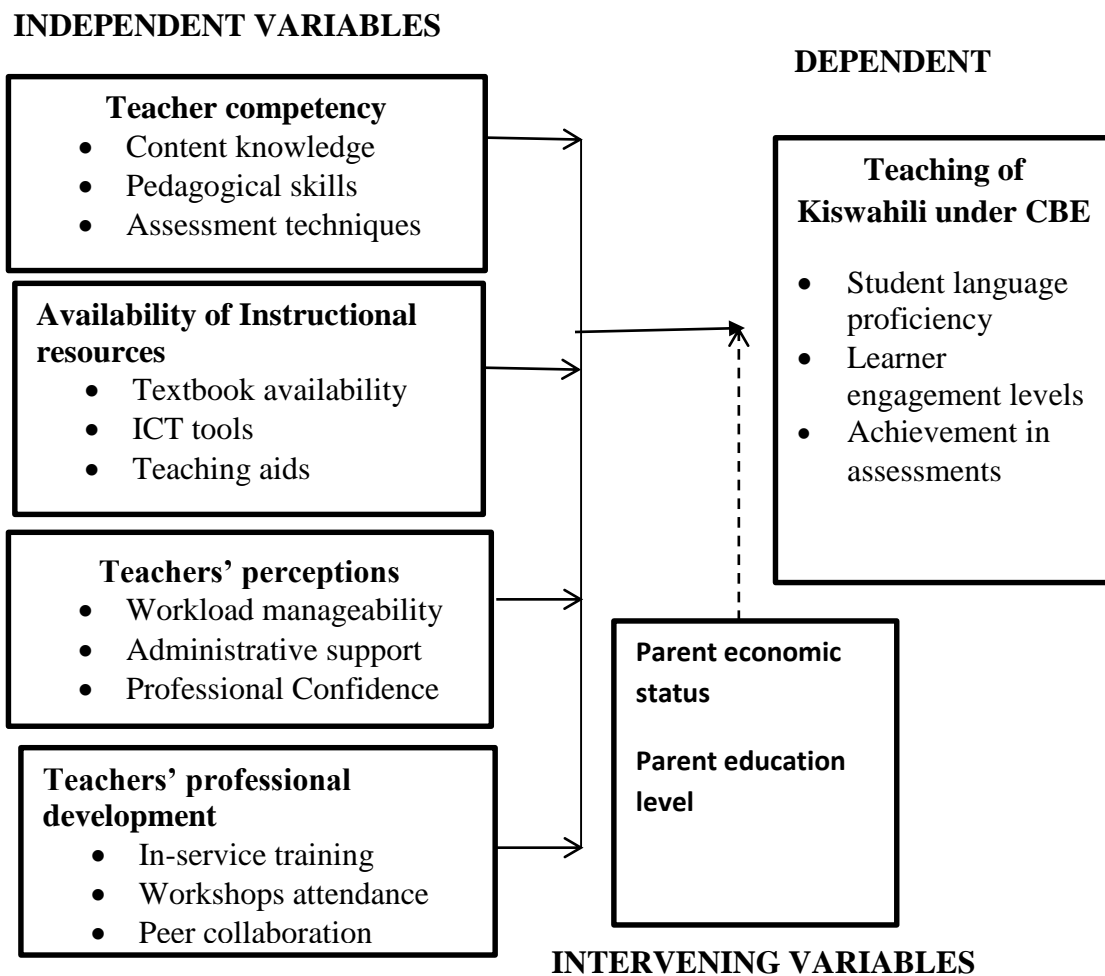 INDEPENDENT VARIABLES
DEPENDENT
Teacher competency
• Content knowledge
• Pedagogical skills
• Assessment techniques
Availability of Instructional
resources
• Textbook availability
• ICT tools
• Teaching aids
Teachers’ perceptions
• Workload manageability
• Administrative support
• Professional Confidence
Teachers’ professional
development
• In-service training
• Workshops attendance
• Peer collaboration
Teaching of
Kiswahili under CBE
• Student language
proficiency
• Learner
engagement levels
• Achievement in
assessments
Parent economic
status
Parent education
level
INTERVENING VARIABLES